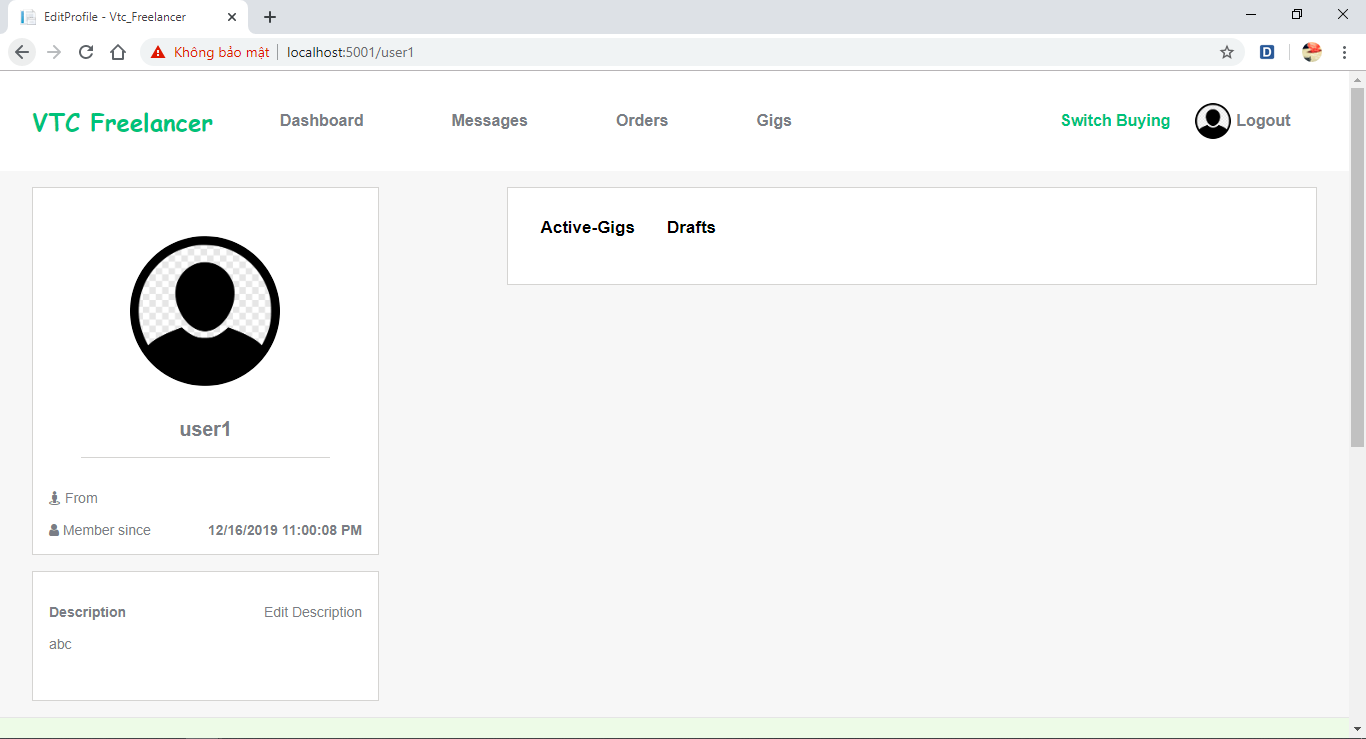 EditProfile - Vtc_Freelancer
Không bảo mật localhost:5001/user1
D
VTC Freelancer Dashboard Messages Orders Gigs Switch Buying Logout
Active-Gigs Drafts
user1
From
Member since 12/16/2019 11:00:08 PM
Description Edit Description
abc